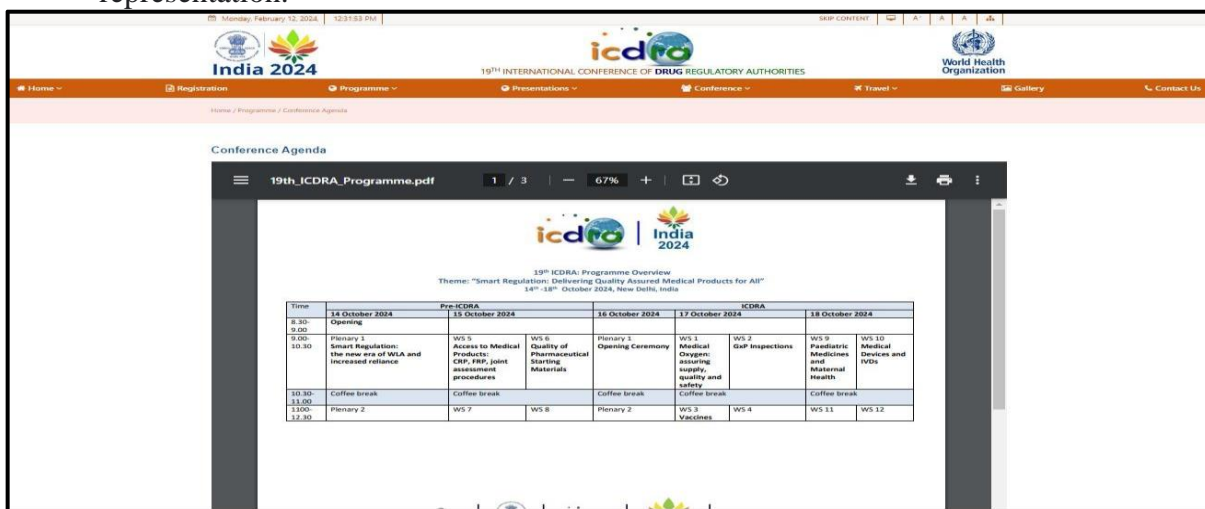 representation.
Monday, February 12, 2024 12:31:53 PM SKIP CONTENT A+ A A
India 2024
icdra
19TH INTERNATIONAL CONFERENCE OF DRUG REGULATORY AUTHORITIES
World Health
Organization
Home Registration Programme Presentations Conference Travel Gallery Contact Us
Home / Programme / Conference Agenda
Conference Agenda
19th_ICDRA_Programme.pdf 1 / 3 — 67% +
icdra India
2024
19th ICDRA: Programme Overview
Theme: "Smart Regulation: Delivering Quality Assured Medical Products for All"
14th -18th October 2024, New Delhi, India
Time Pre-ICDRA ICDRA
14 October 2024 15 October 2024 16 October 2024 17 October 2024 18 October 2024
8.30-
9.00 Opening
9.00-
10.30 Plenary 1
Smart Regulation:
the new era of WLA and
increased reliance
WS 5
Access to Medical
Products:
CRP, FRP, joint
assessment
procedures
WS 6
Quality of
Pharmaceutical
Starting
Materials
Plenary 1
Opening Ceremony
WS 1
Medical
Oxygen:
assuring
supply,
quality and
safety
WS 2
GxP Inspections
WS 9
Paediatric
Medicines
and
Maternal
Health
WS 10
Medical
Devices and
IVDs
10.30-
11.00 Coffee break Coffee break Coffee break Coffee break Coffee break
1100-
12.30 Plenary 2 WS 7 WS 8 Plenary 2 WS 3
Vaccines
WS 4 WS 11 WS 12